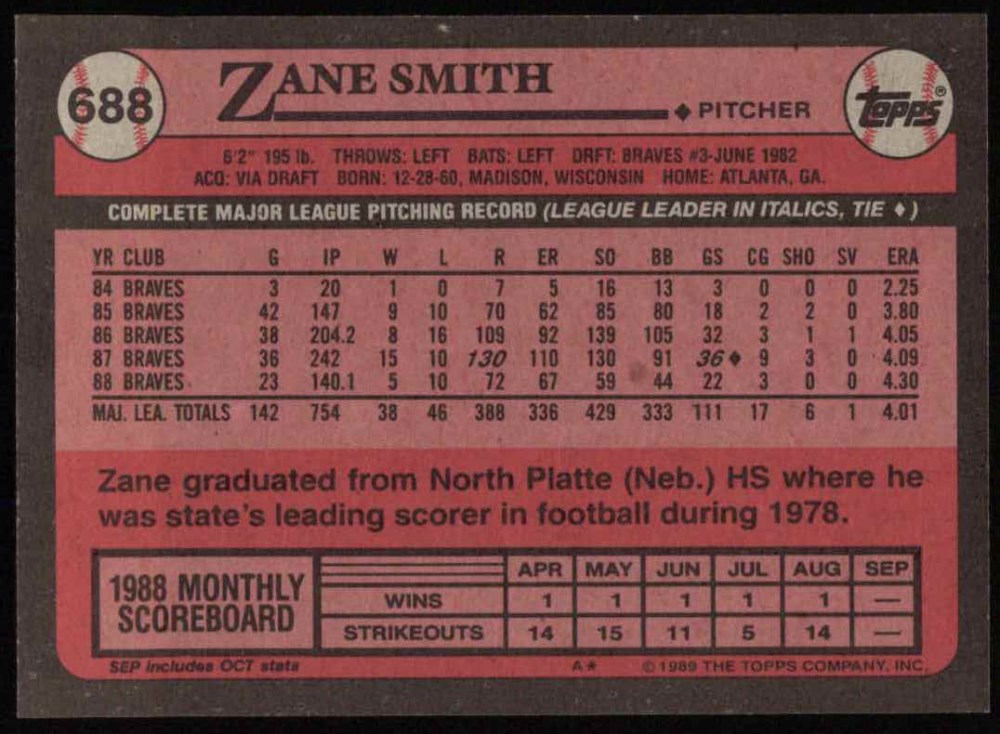 688
ZANE SMITH
♦ PITCHER
TOPPS®
6'2" 195 lb. THROWS: LEFT BATS: LEFT DRFT: BRAVES #3-JUNE 1982
ACQ: VIA DRAFT BORN: 12-28-60, MADISON, WISCONSIN HOME: ATLANTA, GA.
COMPLETE MAJOR LEAGUE PITCHING RECORD (LEAGUE LEADER IN ITALICS, TIE ♦)
YR CLUB G IP W L R ER SO BB GS CG SHO SV ERA
84 BRAVES 3 20 1 0 7 5 16 13 3 0 0 0 2.25
85 BRAVES 42 147 9 10 70 62 85 80 18 2 2 0 3.80
86 BRAVES 38 204.2 8 16 109 92 139 105 32 3 1 1 4.05
87 BRAVES 36 242 15 10 130 110 130 91 36♦ 9 3 0 4.09
88 BRAVES 23 140.1 5 10 72 67 59 44 22 3 0 0 4.30
MAJ. LEA. TOTALS 142 754 38 46 388 336 429 333 111 17 6 1 4.01
Zane graduated from North Platte (Neb.) HS where he
was state's leading scorer in football during 1978.
1988 MONTHLY
SCOREBOARD
APR MAY JUN JUL AUG SEP
WINS 1 1 1 1 1 —
STRIKEOUTS 14 15 11 5 14 —
SEP includes OCT stats
A* © 1989 THE TOPPS COMPANY, INC.